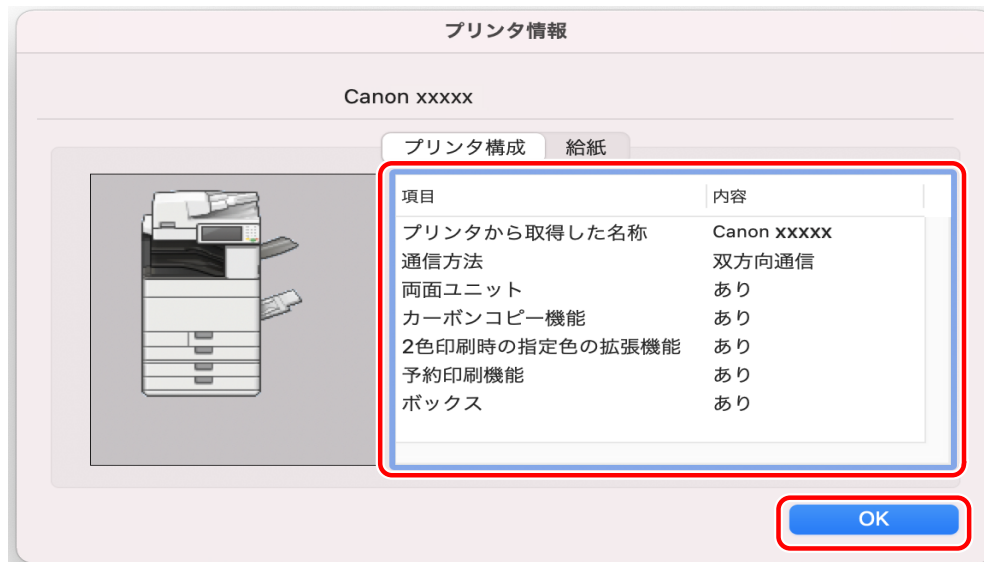 プリンタ情報
Canon xxxxx
プリンタ構成 給紙
項目 内容
プリンタから取得した名称 Canon xxxxx
通信方法 双方向通信
両面ユニット あり
カーボンコピー機能 あり
2色印刷時の指定色の拡張機能 あり
予約印刷機能 あり
ボックス あり
OK